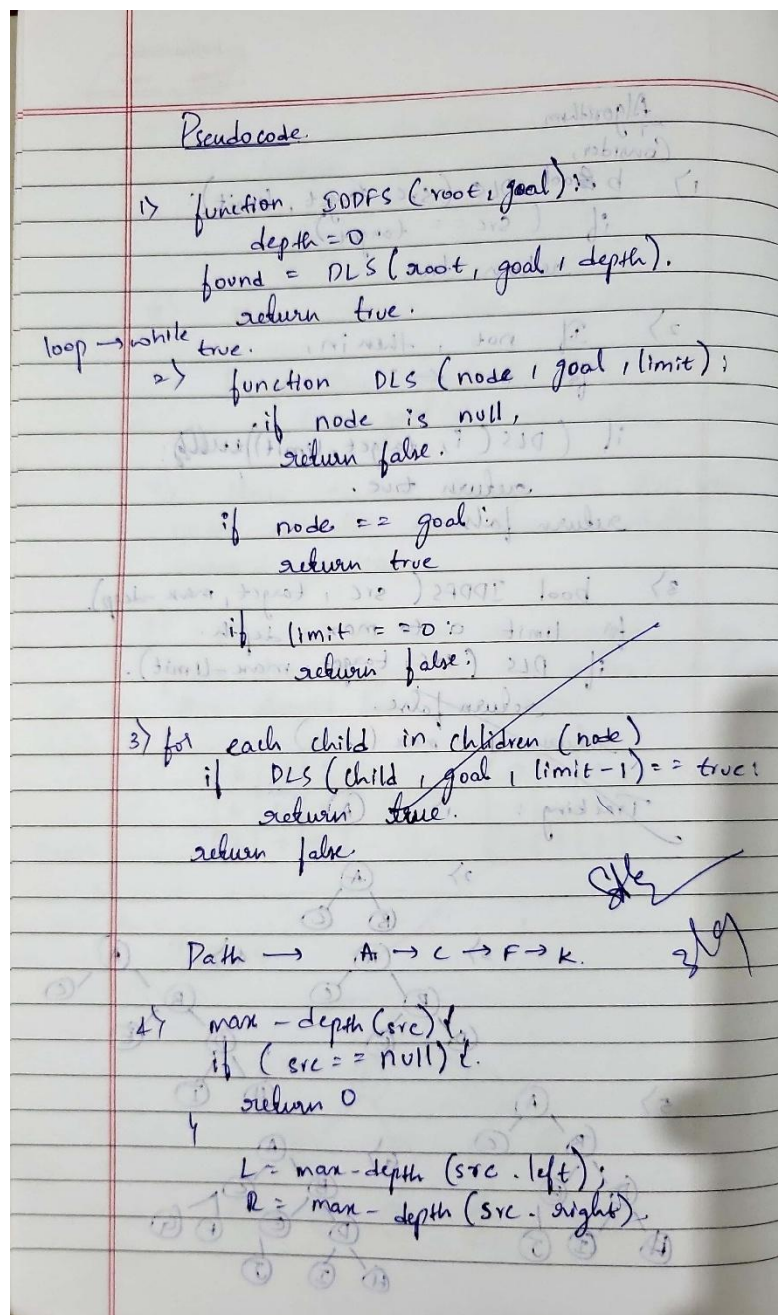 Pseudocode.
1) function IDDFS (root, goal):
depth = 0
found = DLS (root, goal, depth).
return true.
loop → while true.
2) function DLS (node, goal, limit);
if node is null,
return false.
if node == goal:
return true
if limit == 0:
return false;
3) for each child in chlidren (node)
if DLS (child, goal, limit-1) == true:
return true.
return false.
Path → A → C → F → K.
4) max-depth (src) {
if (src == null) {
return 0
}
L = max-depth (src.left);
R = max-depth (src.right).